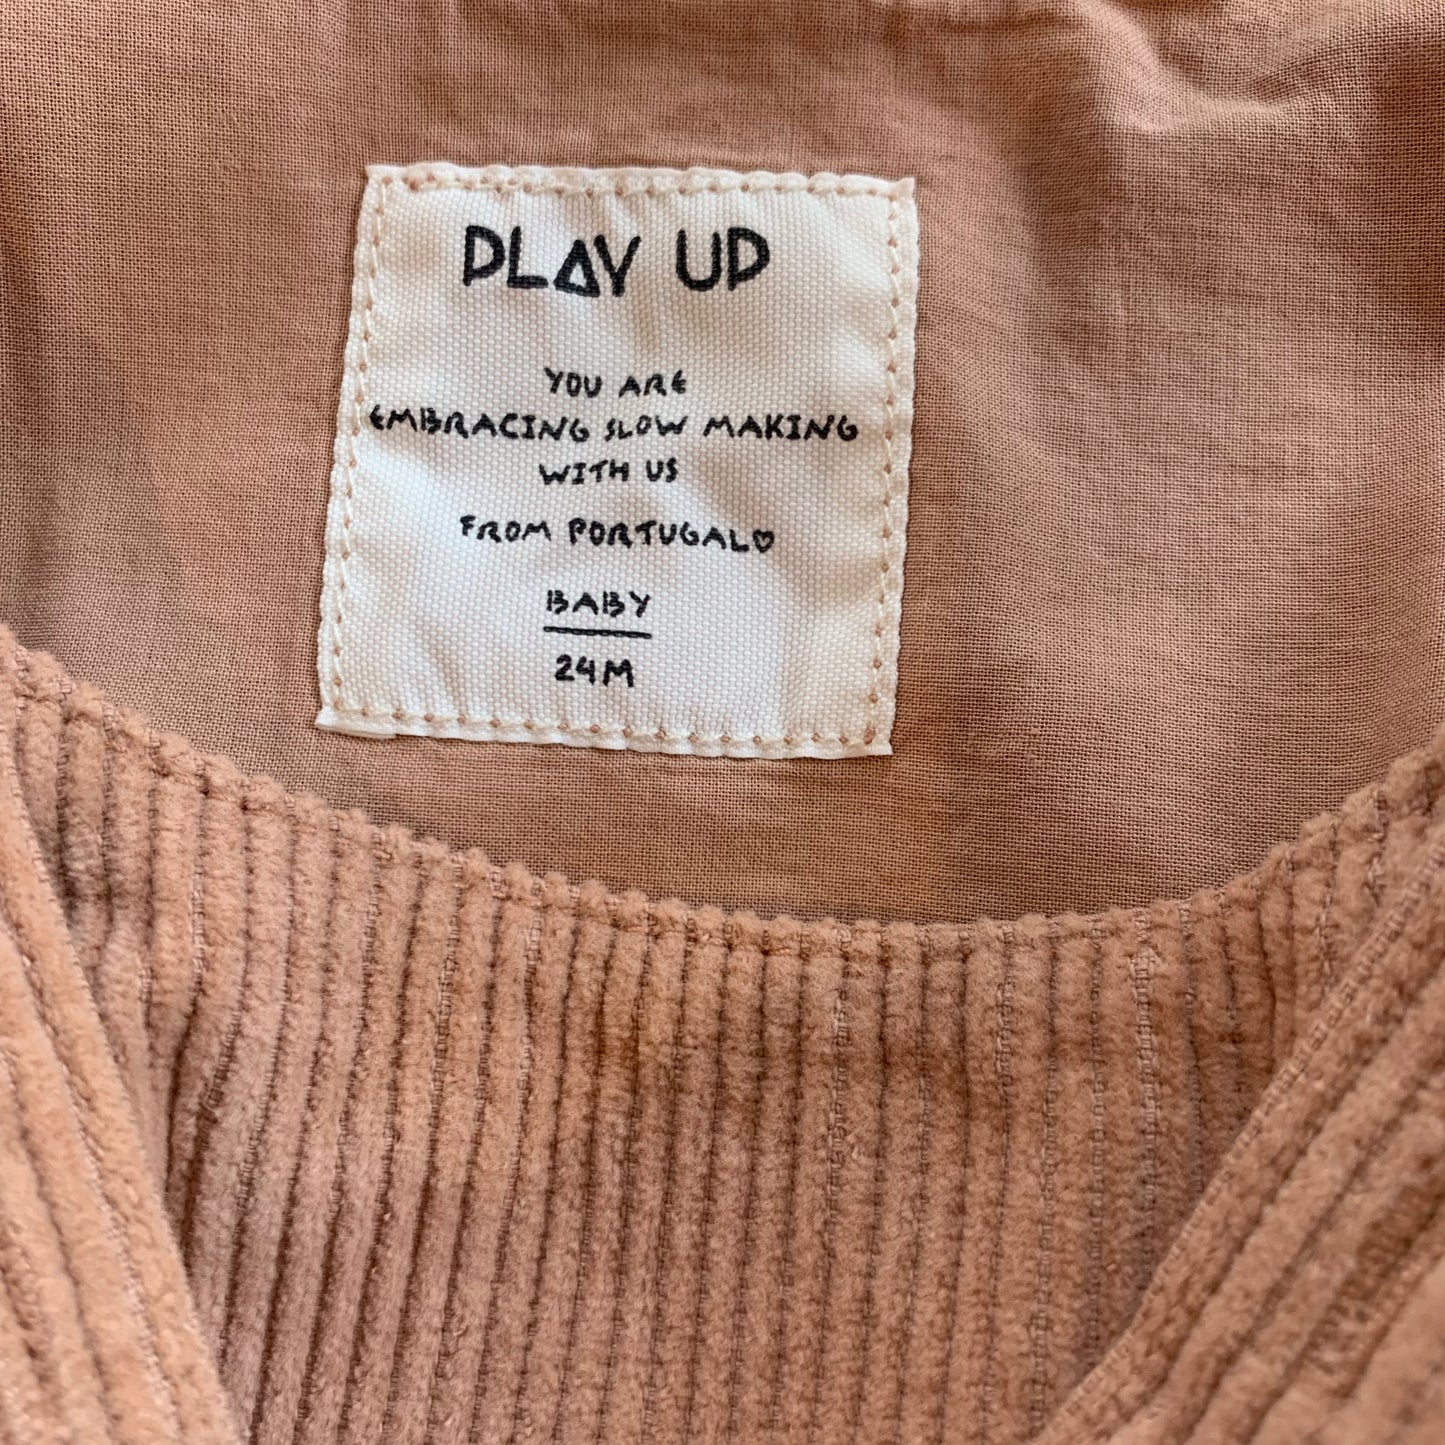 PLAY UP
YOU ARE
EMBRACING SLOW MAKING
WITH US
FROM PORTUGAL♡
BABY
24M